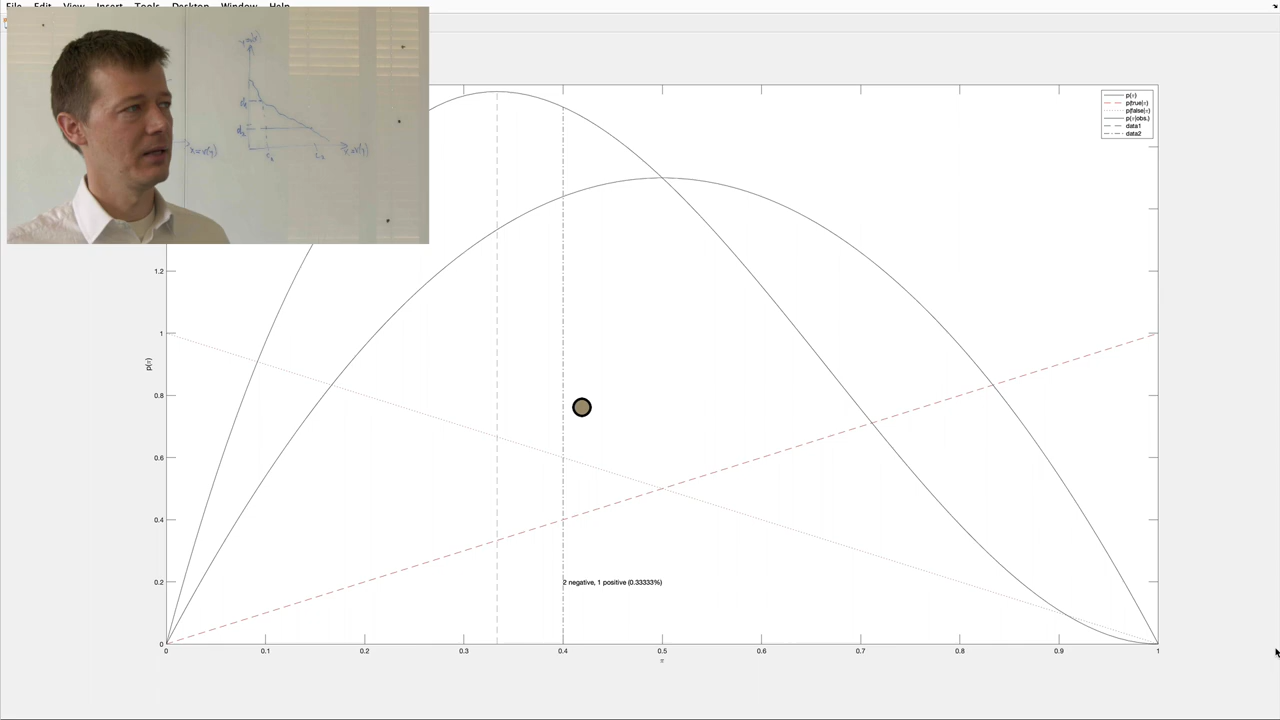 File Edit View Insert Tools Desktop Window Help
p(π)
p(true|π)
p(false|π)
p(π|obs.)
data1
data2
1.2
1
0.8
0.6
0.4
0.2
0
p(π)
2 negative, 1 positive (0.33333%)
0 0.1 0.2 0.3 0.4 0.5 0.6 0.7 0.8 0.9 1
π